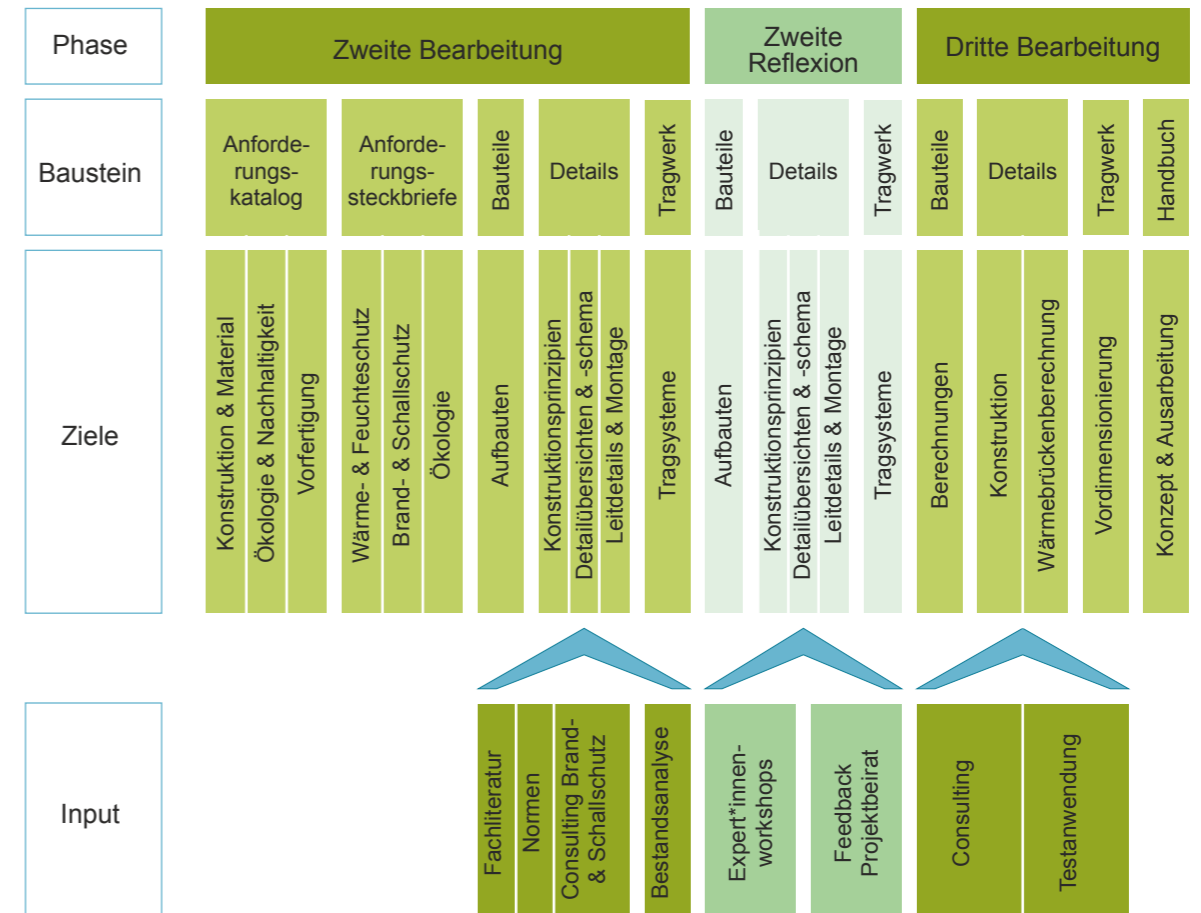 Phase
Zweite Bearbeitung
Zweite
Reflexion
Dritte Bearbeitung
Baustein
Anforde-
rungs-
katalog
Anforde-
rungs-
steckbriefe
Bauteile
Details
Tragwerk
Bauteile
Details
Tragwerk
Bauteile
Details
Tragwerk
Handbuch
Ziele
Konstruktion & Material
Ökologie & Nachhaltigkeit
Vorfertigung
Wärme- & Feuchteschutz
Brand- & Schallschutz
Ökologie
Aufbauten
Konstruktionsprinzipien
Detailübersichten & -schema
Leitdetails & Montage
Tragsysteme
Aufbauten
Konstruktionsprinzipien
Detailübersichten & -schema
Leitdetails & Montage
Tragsysteme
Berechnungen
Konstruktion
Wärmebrückenberechnung
Vordimensionierung
Konzept & Ausarbeitung
Input
Fachliteratur
Normen
Consulting Brand-
& Schallschutz
Bestandsanalyse
Expert*innen-
workshops
Feedback
Projektbeirat
Consulting
Testanwendung